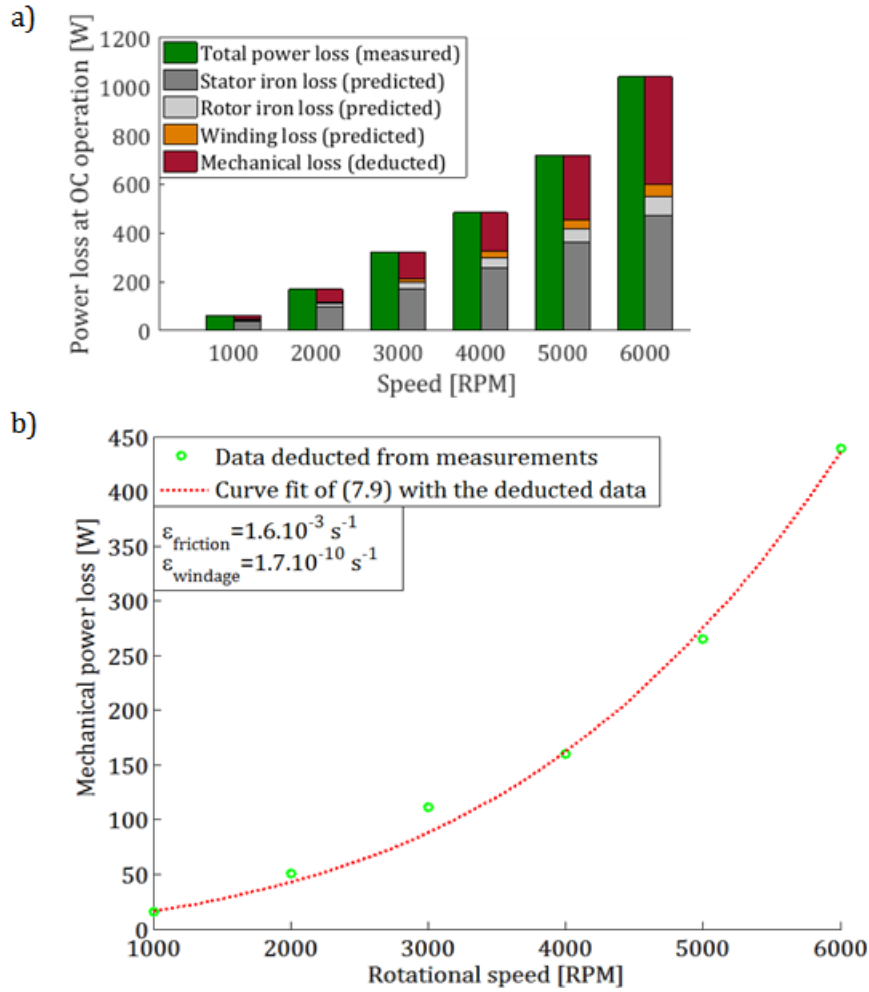 a)
Power loss at OC operation [W]
1200
1000
800
600
400
200
0
Total power loss (measured)
Stator iron loss (predicted)
Rotor iron loss (predicted)
Winding loss (predicted)
Mechanical loss (deducted)
1000 2000 3000 4000 5000 6000
Speed [RPM]
b)
Mechanical power loss [W]
450
400
350
300
250
200
150
100
50
0
Data deducted from measurements
Curve fit of (7.9) with the deducted data
ε_friction=1.6.10^-3 s^-1
ε_windage=1.7.10^-10 s^-1
1000 2000 3000 4000 5000 6000
Rotational speed [RPM]